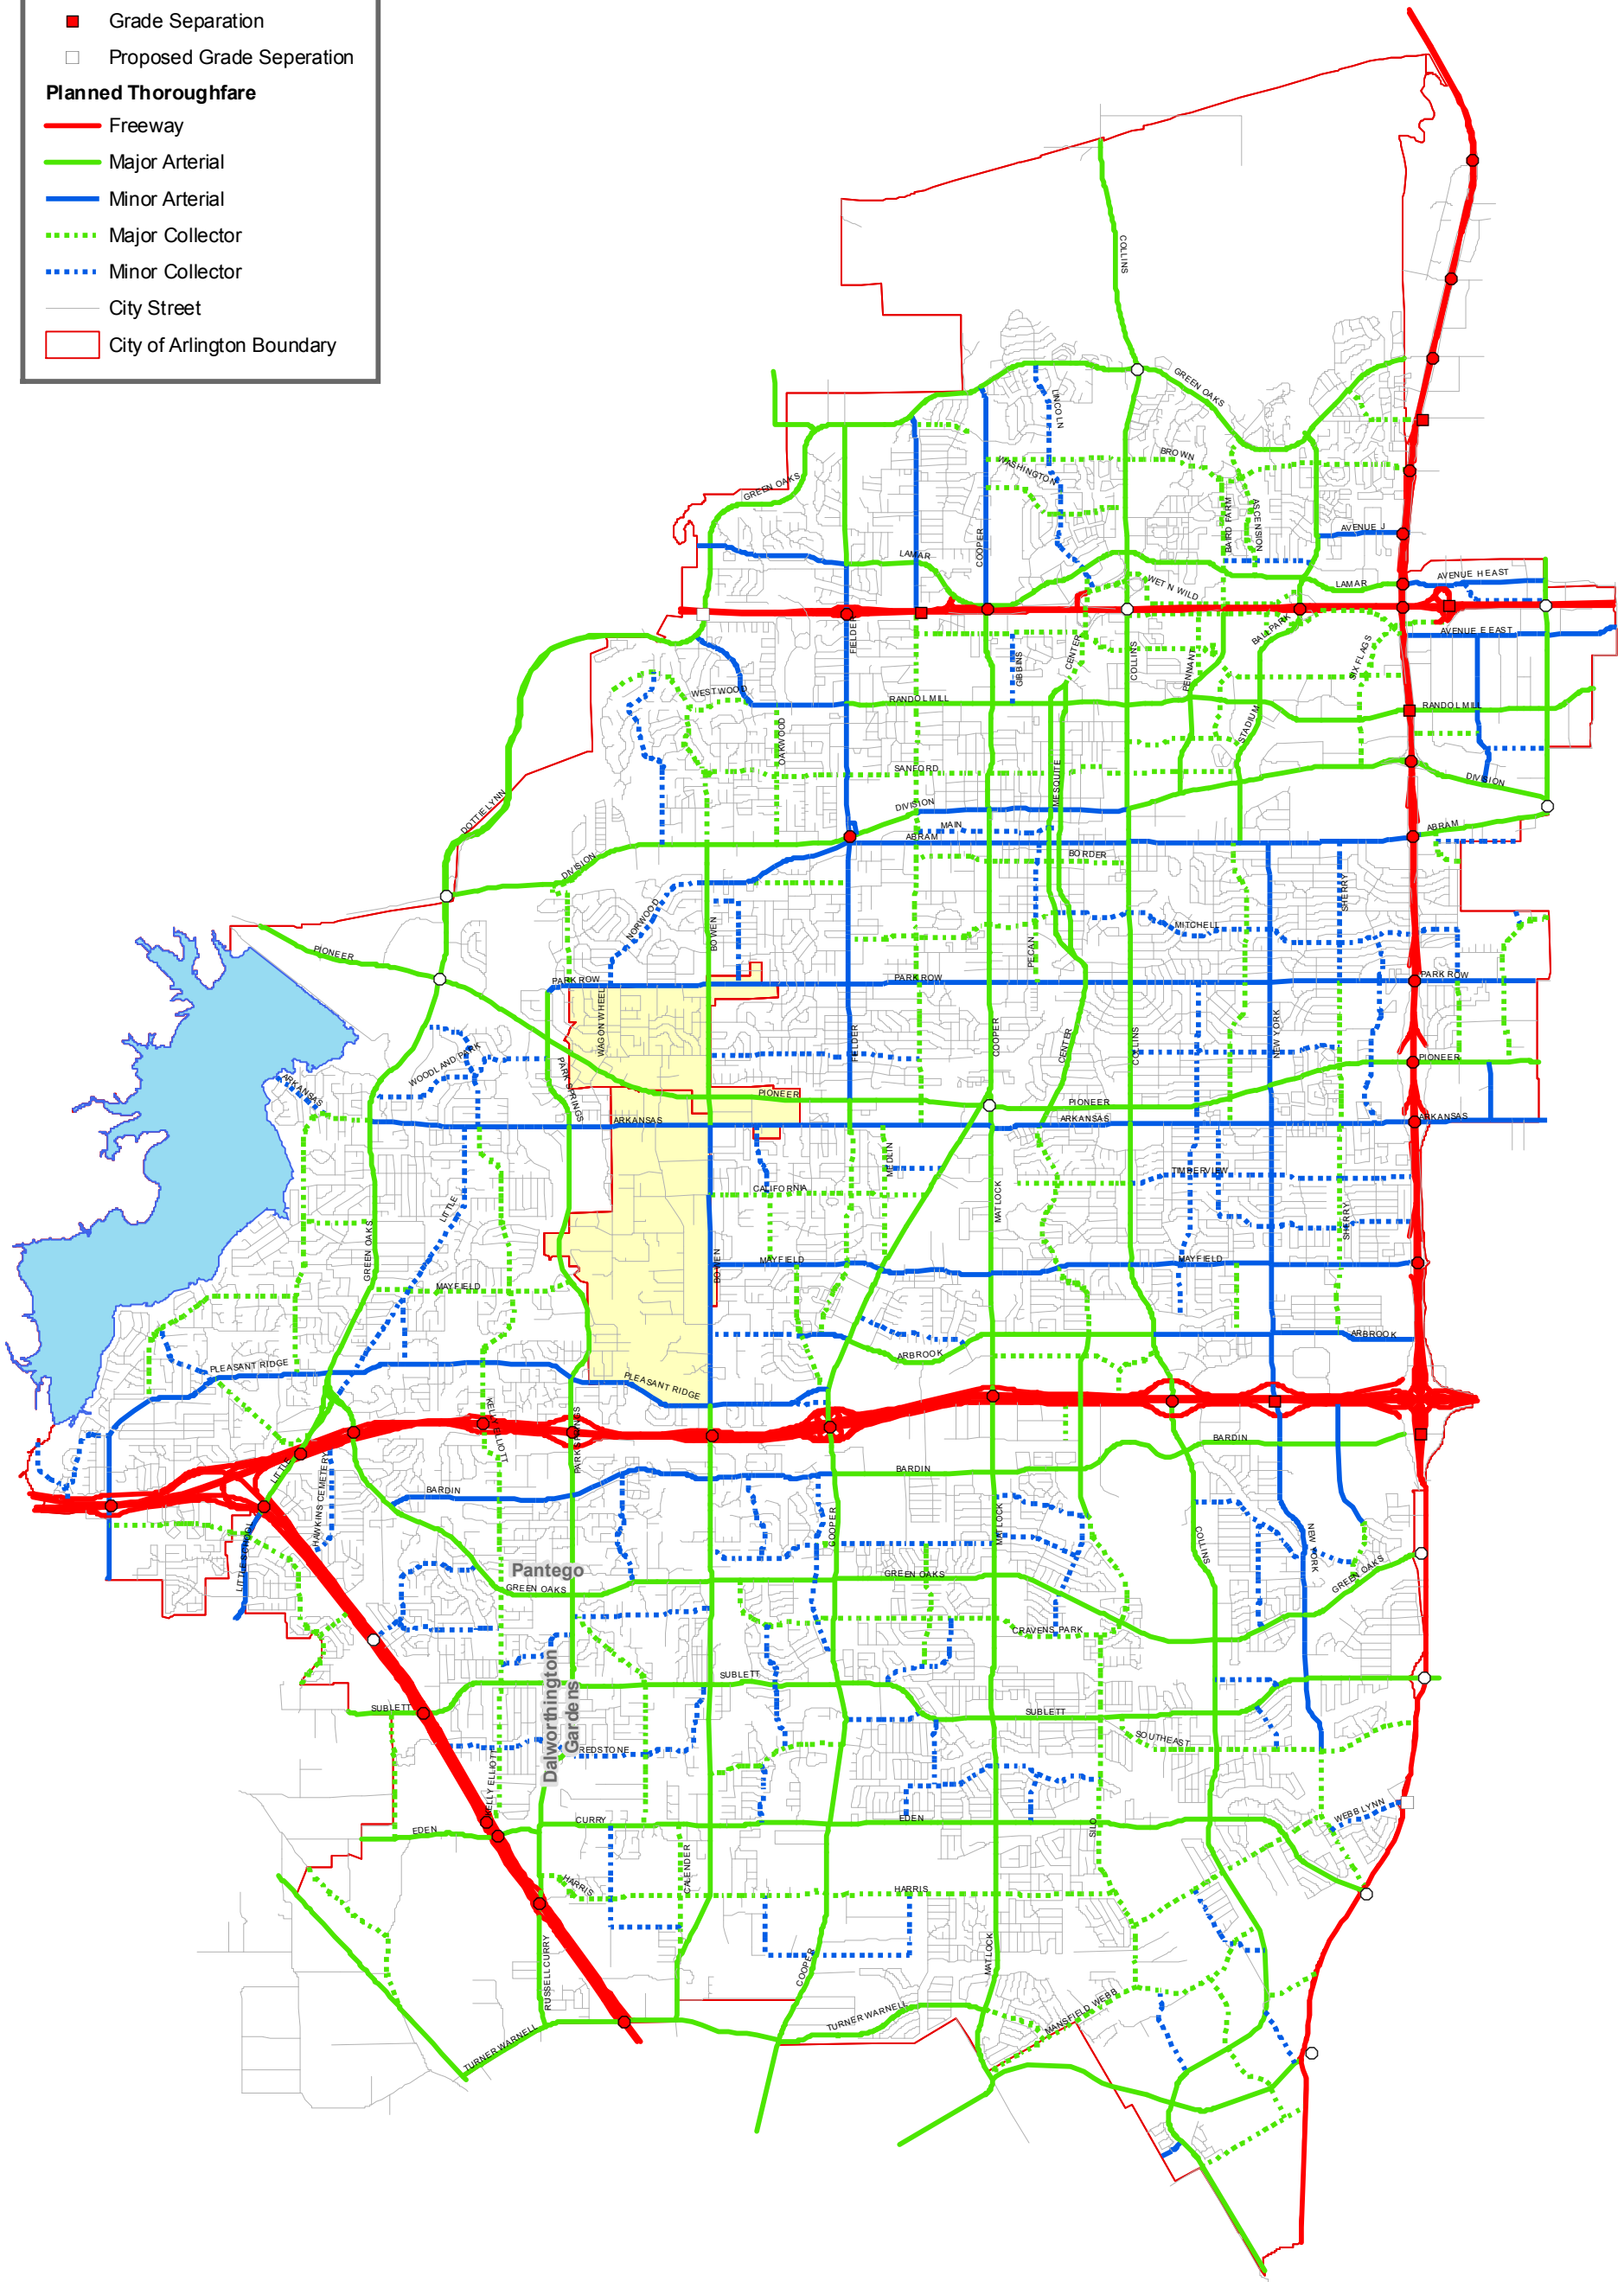 Grade Separation
Proposed Grade Seperation
Planned Thoroughfare
Freeway
Major Arterial
Minor Arterial
Major Collector
Minor Collector
City Street
City of Arlington Boundary
COLLINS
GREEN OAKS
LINCOLN
BROWN
WASHINGTON
GREEN OAKS
BAIRD FARM
ASCENSION
AVENUE J
COOPER
LAMAR
LAMAR
AVENUE H EAST
WET N WILD
FIELDER
BALLPARK
AVENUE E EAST
GIBBINS
CENTER
COLLINS
PENNANT
SIX FLAGS
WESTWOOD
RANDOL MILL
RANDOL MILL
OAKWOOD
STADIUM
SANFORD
MESQUITE
DIVISION
DOTTIE LYNN
DIVISION
MAIN
ABRAM
ABRAM
BORDER
DIVISION
SHERRY
NORWOOD
BOWEN
MITCHELL
PECAN
PIONEER
PARK ROW
PARK ROW
PARK ROW
WAGON WHEEL
FIELDER
COOPER
CENTER
COLLINS
NEW YORK
WOODLAND PARK
PARK SPRINGS
PIONEER
ARKANSAS
PIONEER
PIONEER
ARKANSAS
ARKANSAS
ARKANSAS
MEDLIN
TIMBERVIEW
CALIFORNIA
LITTLE
MATLOCK
SHERRY
GREEN OAKS
BOWEN
MAYFIELD
MAYFIELD
MAYFIELD
ARBROOK
ARBROOK
PLEASANT RIDGE
PLEASANT RIDGE
KELLY ELLIOTT
PARK SPRINGS
BARDIN
LITTLE
BARDIN
HAWKINS CEMETERY
BARDIN
COOPER
MATLOCK
COLLINS
NEW YORK
LITTLE SCHOOL
Pantego
GREEN OAKS
GREEN OAKS
GREEN OAKS
CRAVENS PARK
Dalworthington
Gardens
SUBLETT
SUBLETT
SUBLETT
SOUTHEAST
REDSTONE
KELLY ELLIOTT
WEBB LYNN
CURRY
EDEN
EDEN
SILO
CALENDER
HARRIS
HARRIS
RUSSELL CURRY
COOPER
MATLOCK
TURNER WARNELL
MANSFIELD WEBB
TURNER WARNELL